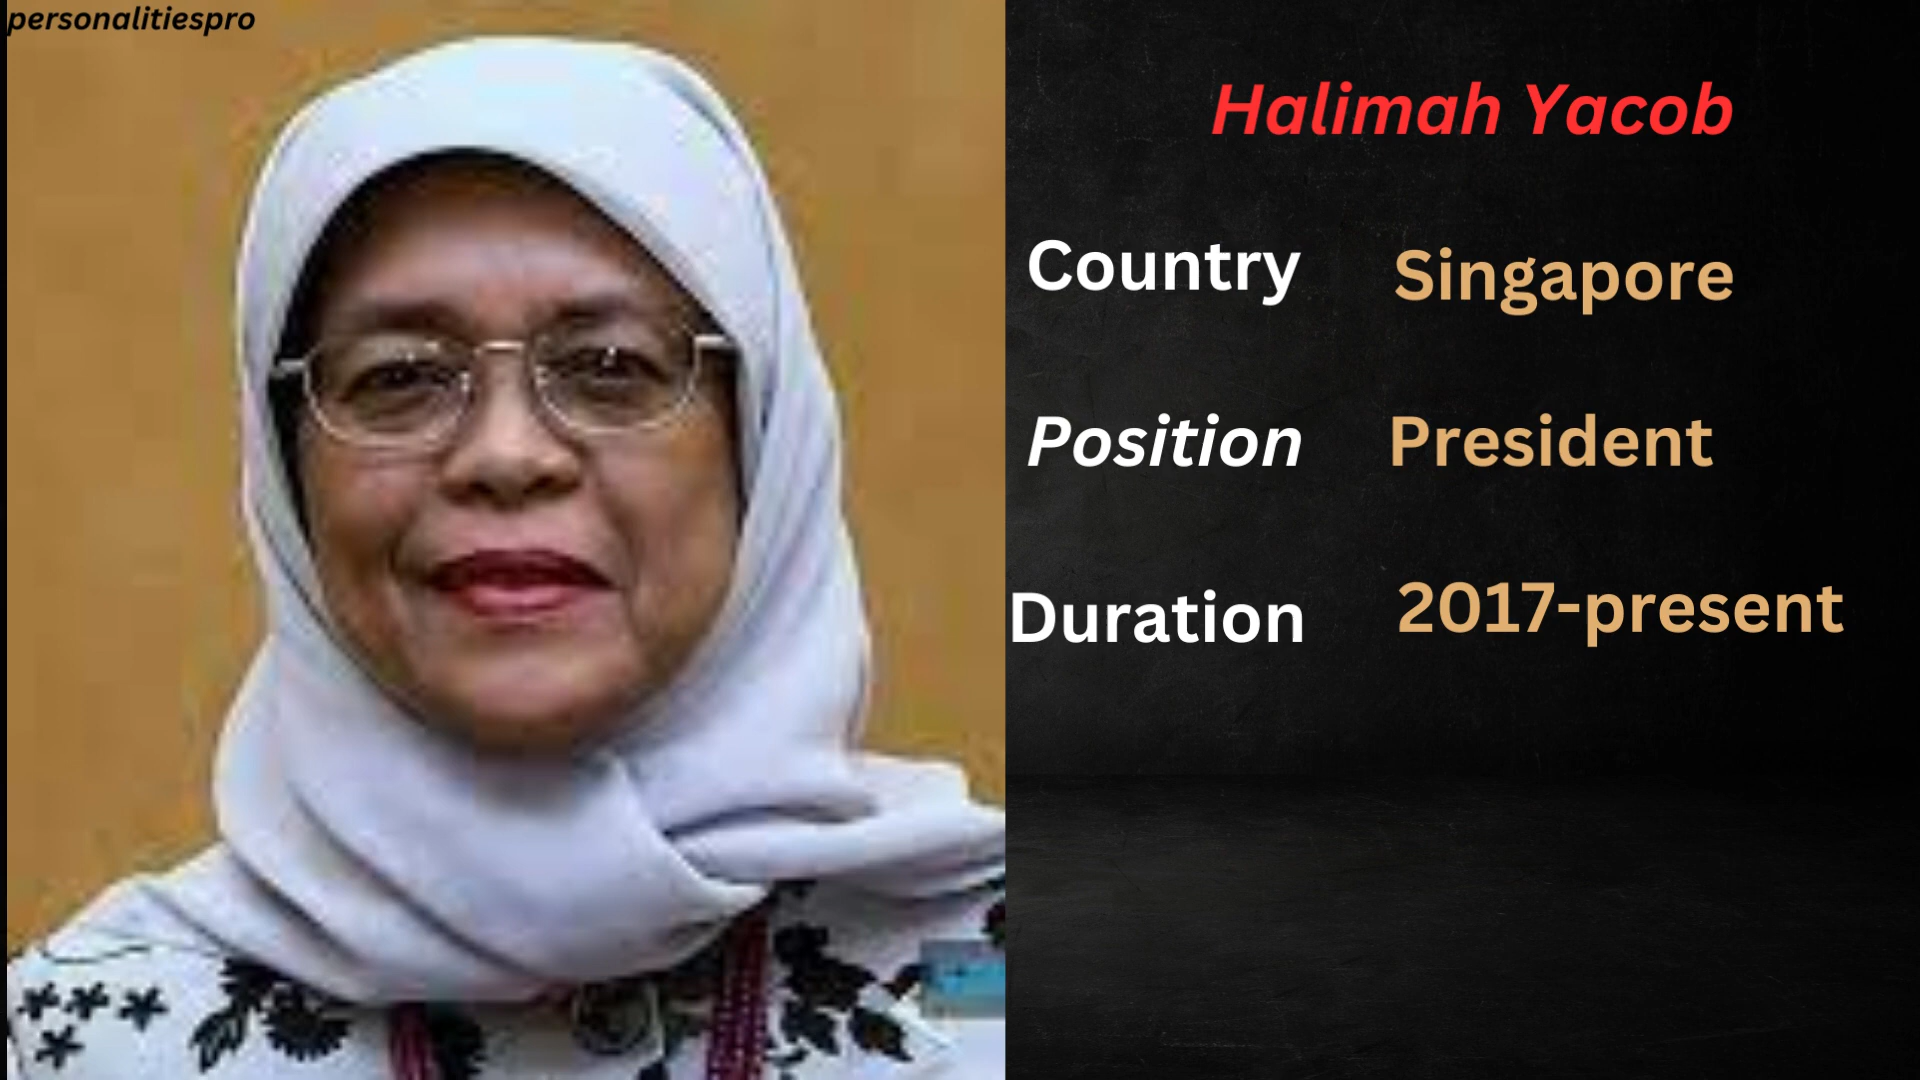 personalitiespro
Halimah Yacob
Country Singapore
Position President
Duration 2017-present